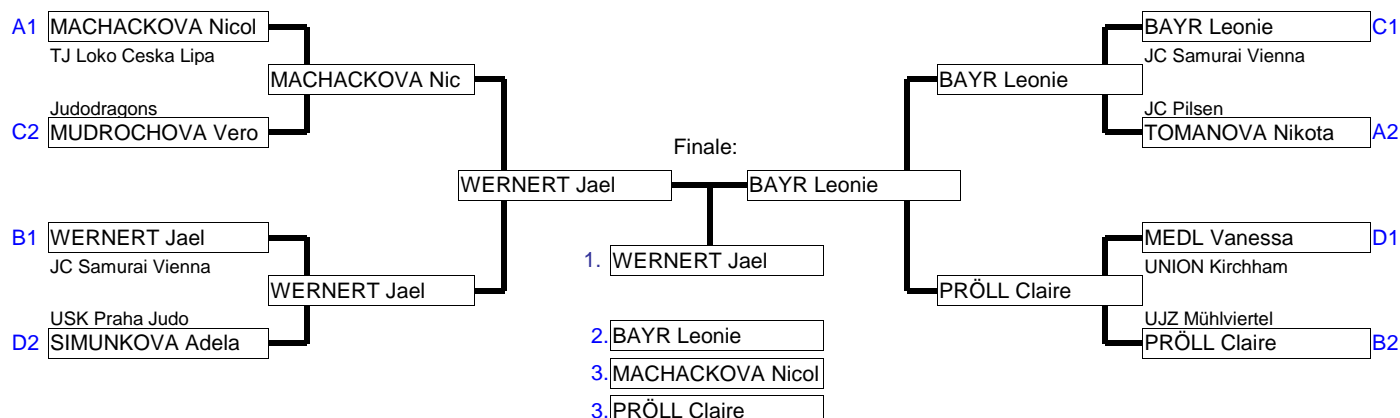 A1 MACHACKOVA Nicol
TJ Loko Ceska Lipa
MACHACKOVA Nic
Judodragons
C2 MUDROCHOVA Vero
WERNERT Jael
B1 WERNERT Jael
JC Samurai Vienna
WERNERT Jael
USK Praha Judo
D2 SIMUNKOVA Adela
Finale:
1. WERNERT Jael
2. BAYR Leonie
3. MACHACKOVA Nicol
3. PRÖLL Claire
BAYR Leonie C1
JC Samurai Vienna
BAYR Leonie
JC Pilsen
TOMANOVA Nikota A2
BAYR Leonie
MEDL Vanessa D1
UNION Kirchham
PRÖLL Claire
UJZ Mühlviertel
PRÖLL Claire B2